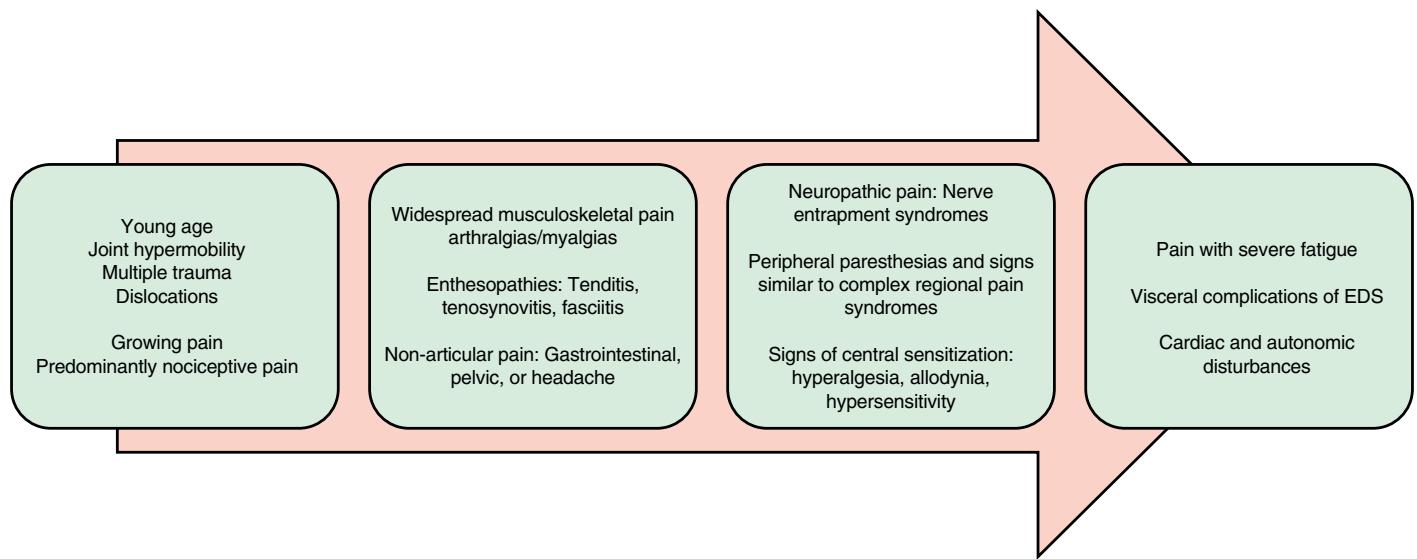 Young age
Joint hypermobility
Multiple trauma
Dislocations
Growing pain
Predominantly nociceptive pain
Widespread musculoskeletal pain
arthralgias/myalgias
Enthesopathies: Tenditis,
tenosynovitis, fasciitis
Non-articular pain: Gastrointestinal,
pelvic, or headache
Neuropathic pain: Nerve
entrapment syndromes
Peripheral paresthesias and signs
similar to complex regional pain
syndromes
Signs of central sensitization:
hyperalgesia, allodynia,
hypersensitivity
Pain with severe fatigue
Visceral complications of EDS
Cardiac and autonomic
disturbances